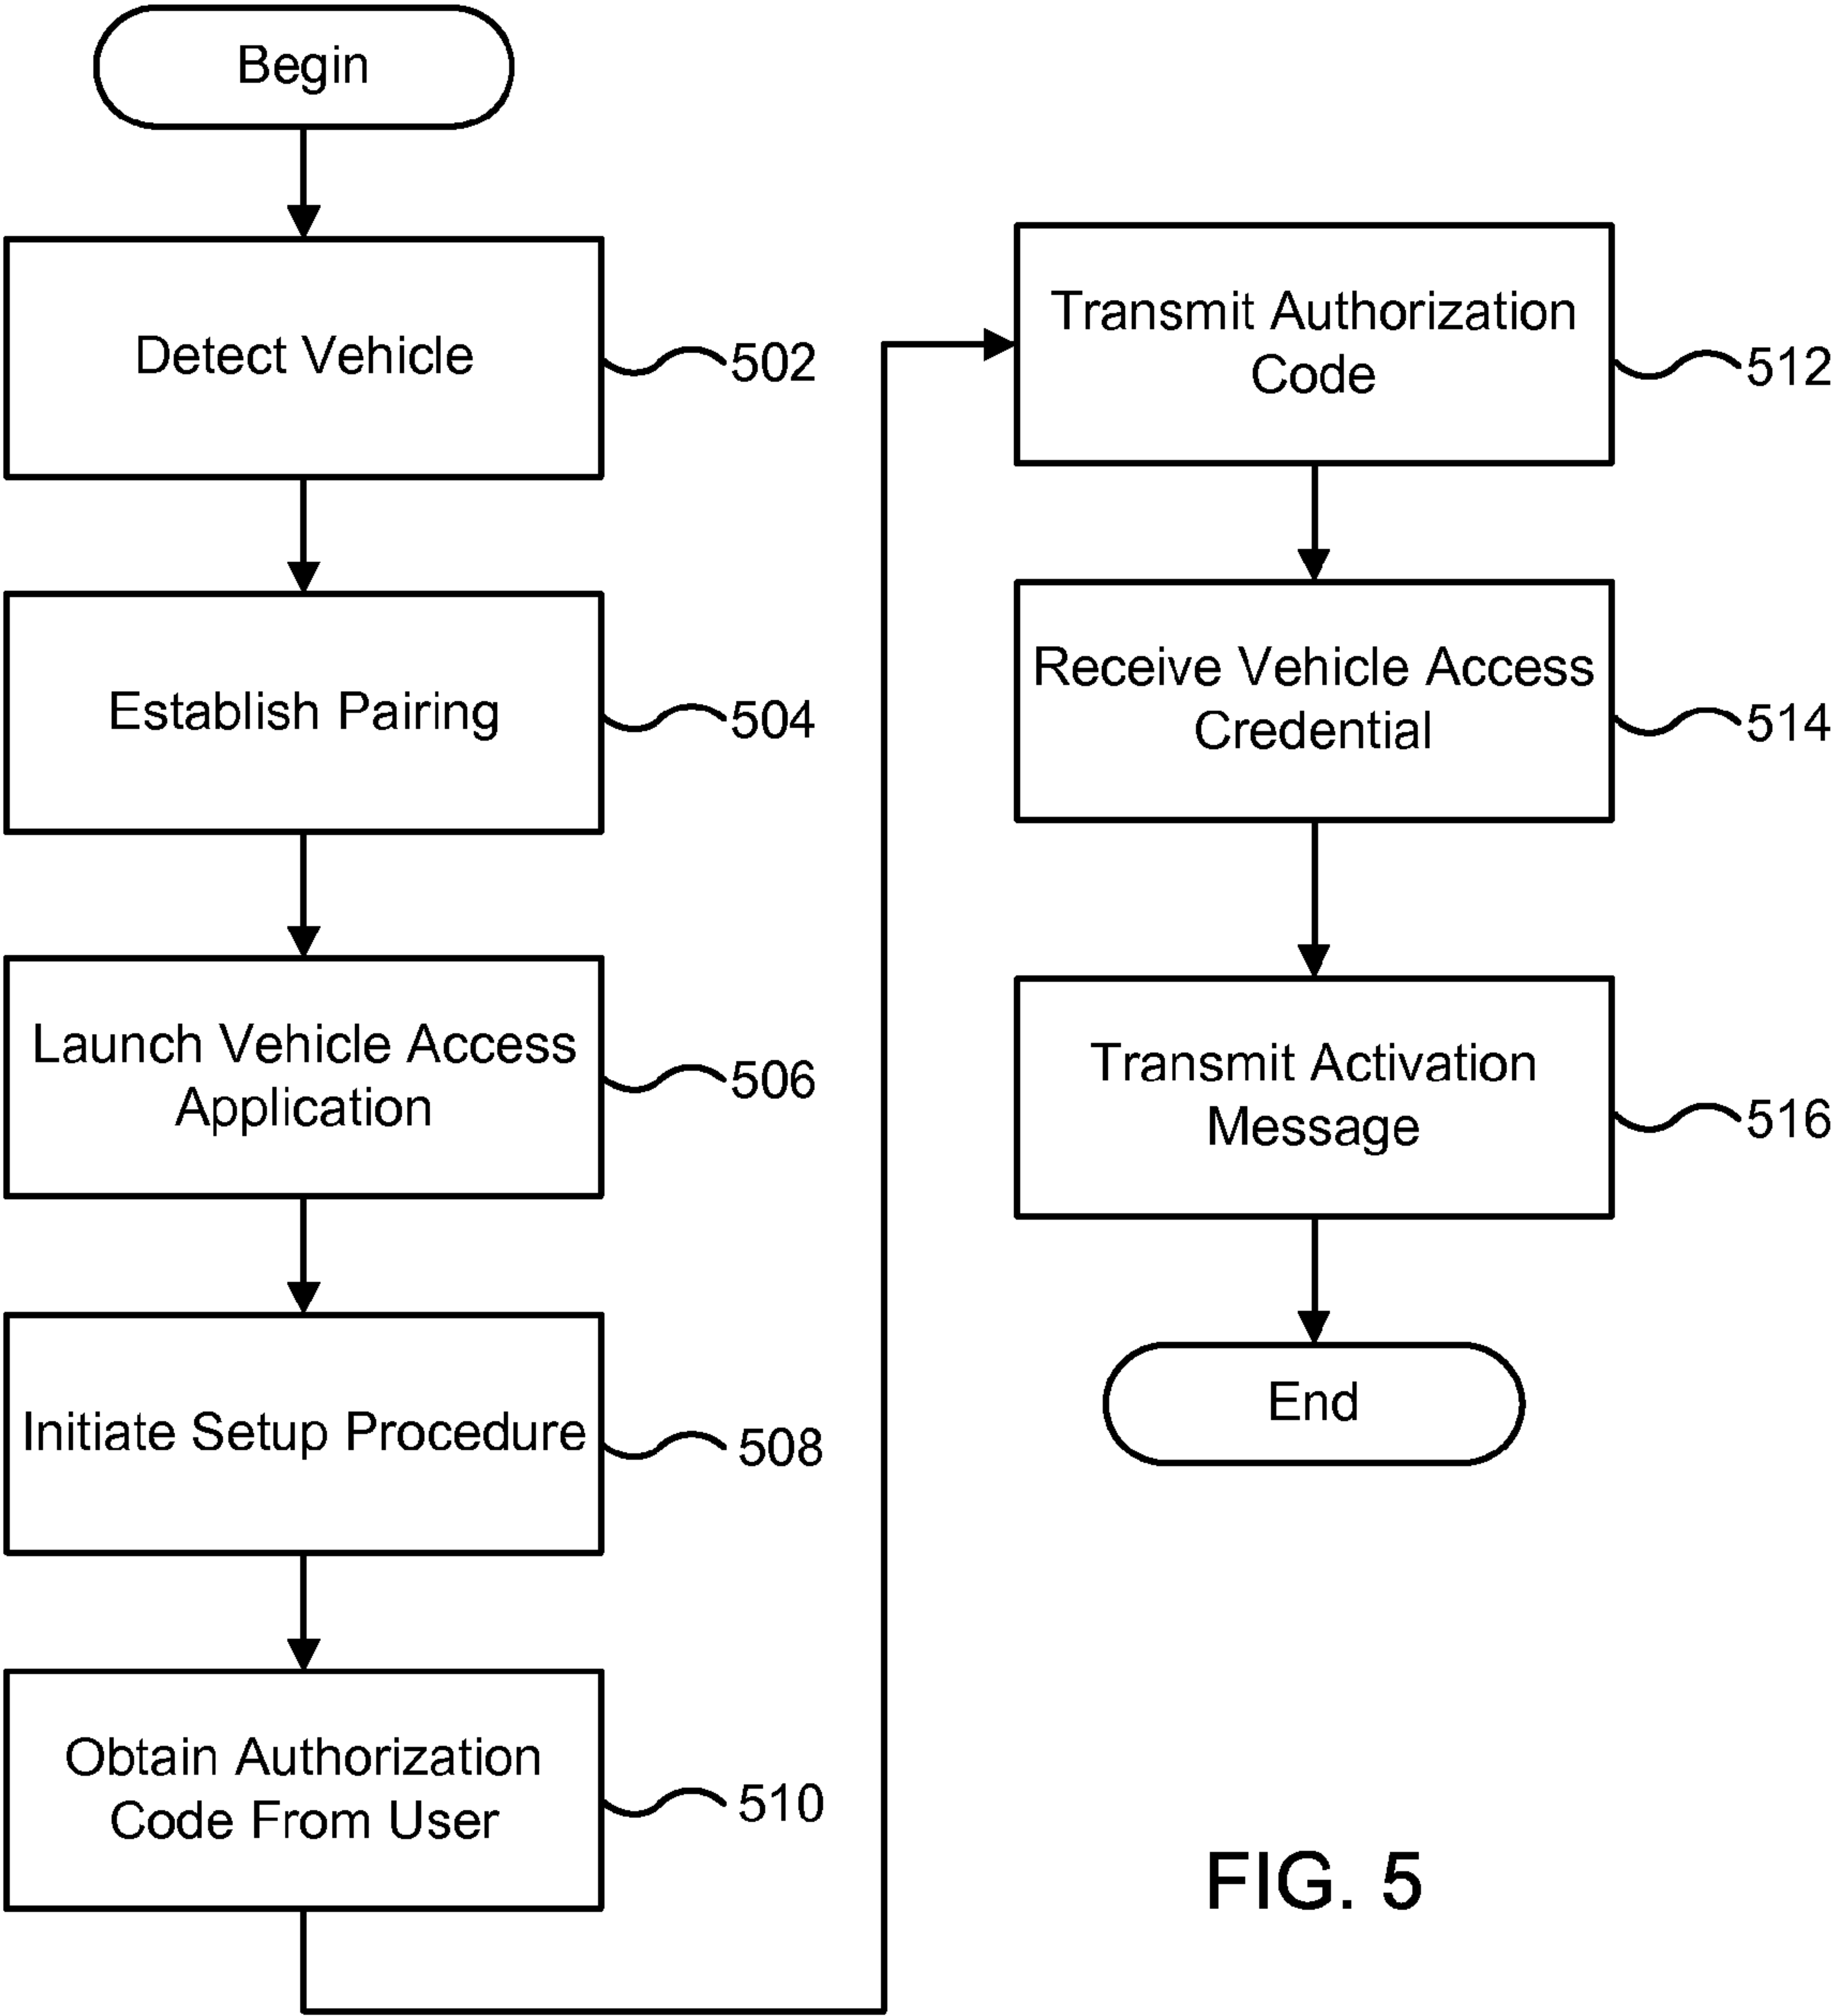 Begin
Detect Vehicle
502
Establish Pairing
504
Launch Vehicle Access
Application
506
Initiate Setup Procedure
508
Obtain Authorization
Code From User
510
Transmit Authorization
Code
512
Receive Vehicle Access
Credential
514
Transmit Activation
Message
516
End
FIG. 5